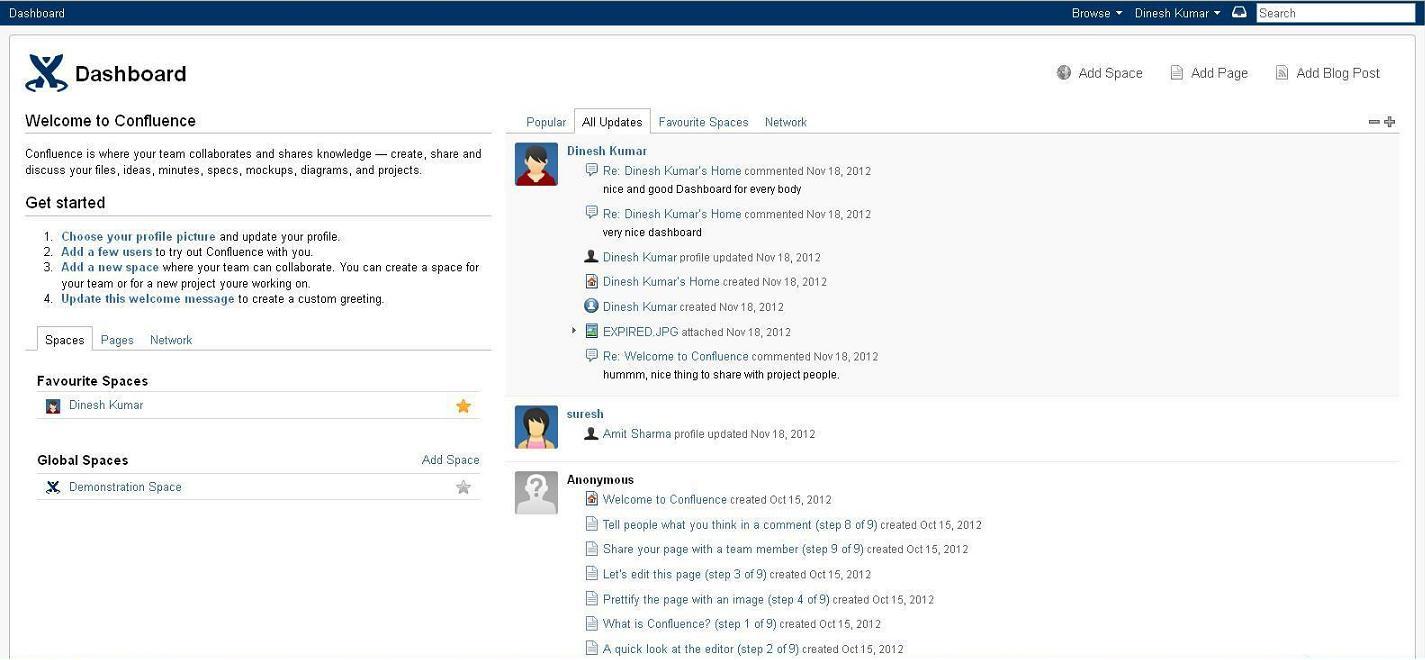 Dashboard
Browse
Dinesh Kumar
Search
Dashboard
Add Space
Add Page
Add Blog Post
Welcome to Confluence
Confluence is where your team collaborates and shares knowledge — create, share and
discuss your files, ideas, minutes, specs, mockups, diagrams, and projects.
Get started
1. Choose your profile picture and update your profile.
2. Add a few users to try out Confluence with you.
3. Add a new space where your team can collaborate. You can create a space for
your team or for a new project youre working on.
4. Update this welcome message to create a custom greeting.
Spaces Pages Network
Favourite Spaces
Dinesh Kumar
Global Spaces Add Space
Demonstration Space
Popular All Updates Favourite Spaces Network
Dinesh Kumar
Re: Dinesh Kumar's Home commented Nov 18, 2012
nice and good Dashboard for every body
Re: Dinesh Kumar's Home commented Nov 18, 2012
very nice dashboard
Dinesh Kumar profile updated Nov 18, 2012
Dinesh Kumar's Home created Nov 18, 2012
Dinesh Kumar created Nov 18, 2012
EXPIRED.JPG attached Nov 18, 2012
Re: Welcome to Confluence commented Nov 18, 2012
hummm, nice thing to share with project people.
suresh
Amit Sharma profile updated Nov 18, 2012
Anonymous
Welcome to Confluence created Oct 15, 2012
Tell people what you think in a comment (step 8 of 9) created Oct 15, 2012
Share your page with a team member (step 9 of 9) created Oct 15, 2012
Let's edit this page (step 3 of 9) created Oct 15, 2012
Prettify the page with an image (step 4 of 9) created Oct 15, 2012
What is Confluence? (step 1 of 9) created Oct 15, 2012
A quick look at the editor (step 2 of 9) created Oct 15, 2012